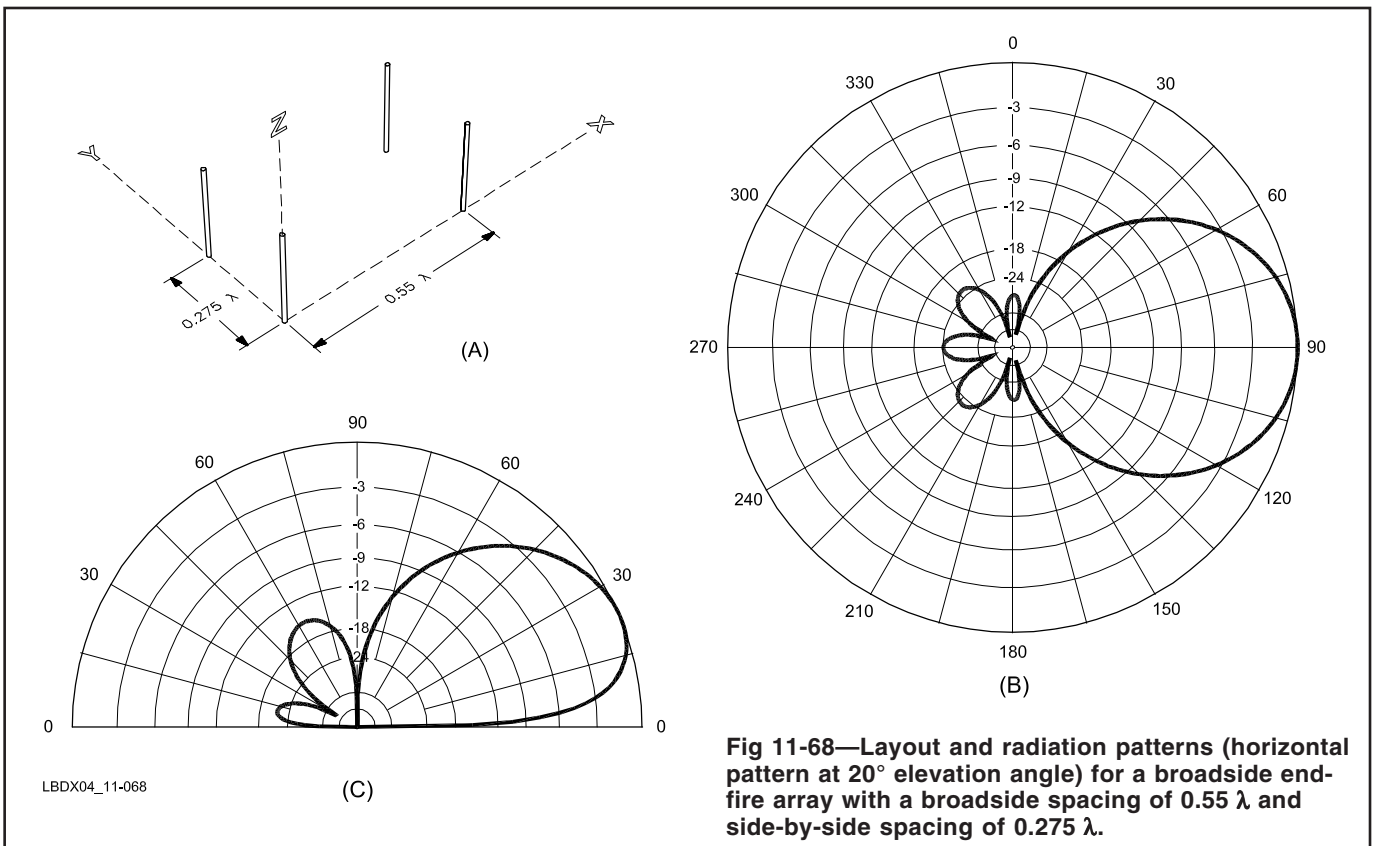 Y
Z
X
0.275 λ
0.55 λ
(A)
0
330
30
-3
-6
-9
-12
-18
-24
300
60
270
90
240
120
210
150
180
(B)
90
60
60
-3
-6
-9
-12
-18
24
30
30
0
0
LBDX04_11-068
(C)
Fig 11-68—Layout and radiation patterns (horizontal
pattern at 20° elevation angle) for a broadside end-
fire array with a broadside spacing of 0.55 λ and
side-by-side spacing of 0.275 λ.